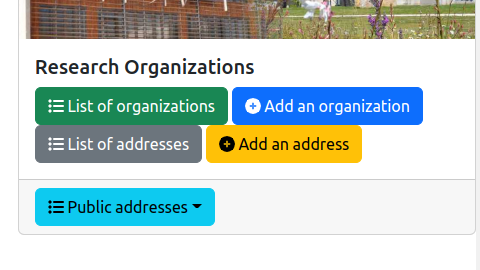 Research Organizations
List of organizations
Add an organization
List of addresses
Add an address
Public addresses